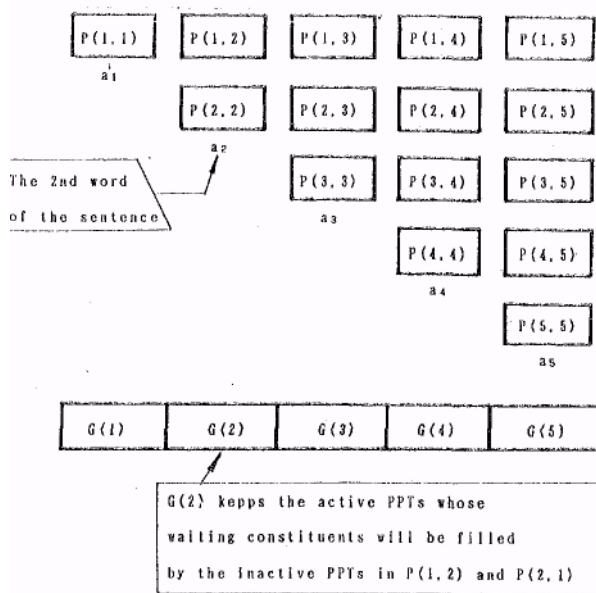 P(1,1) P(1,2) P(1,3) P(1,4) P(1,5)
a1
P(2,2) P(2,3) P(2,4) P(2,5)
a2
The 2nd word
of the sentence
P(3,3) P(3,4) P(3,5)
a3
P(4,4) P(4,5)
a4
P(5,5)
a5
G(1) G(2) G(3) G(4) G(5)
G(2) kepps the active PPTs whose
waiting constituents will be filled
by the inactive PPTs in P(1,2) and P(2,1)